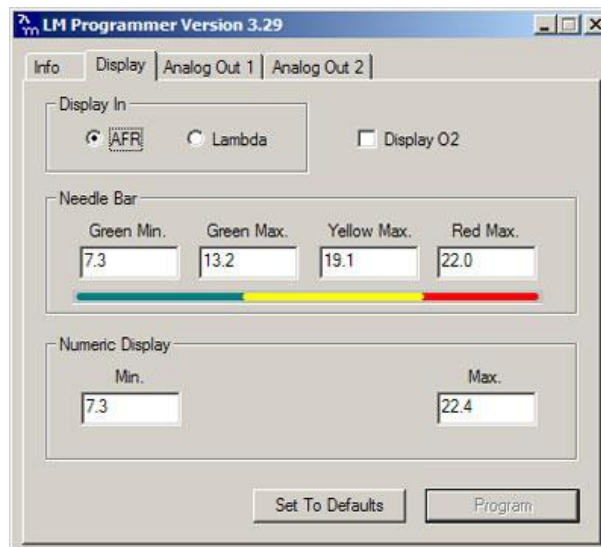 LM Programmer Version 3.29
Info Display Analog Out 1 Analog Out 2
Display In
AFR Lambda Display O2
Needle Bar
Green Min. Green Max. Yellow Max. Red Max.
7.3 13.2 19.1 22.0
Numeric Display
Min. Max.
7.3 22.4
Set To Defaults Program